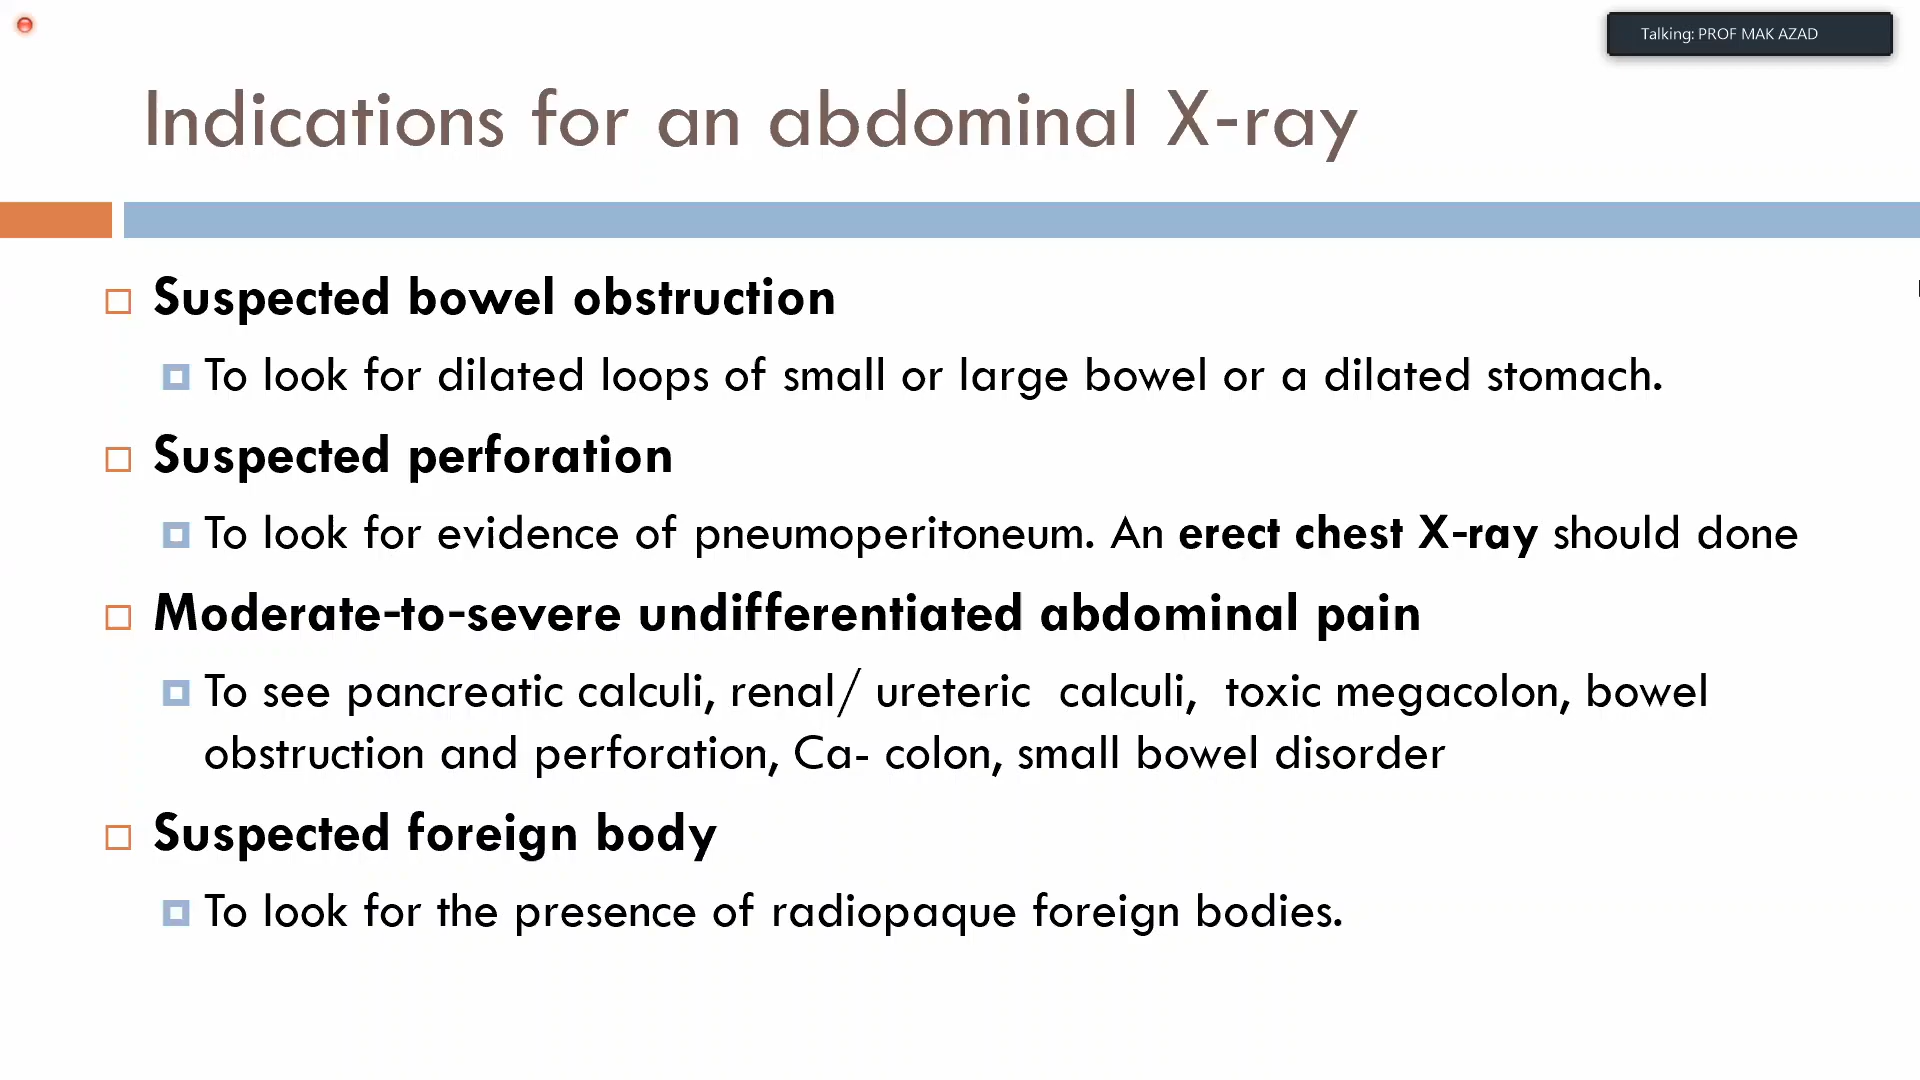 Talking: PROF MAK AZAD
Indications for an abdominal X-ray
Suspected bowel obstruction
To look for dilated loops of small or large bowel or a dilated stomach.
Suspected perforation
To look for evidence of pneumoperitoneum. An erect chest X-ray should done
Moderate-to-severe undifferentiated abdominal pain
To see pancreatic calculi, renal/ ureteric calculi, toxic megacolon, bowel
obstruction and perforation, Ca- colon, small bowel disorder
Suspected foreign body
To look for the presence of radiopaque foreign bodies.